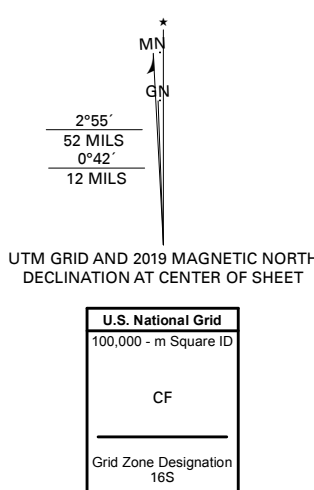 ★
MN
GN
2°55´
52 MILS
0°42´
12 MILS
UTM GRID AND 2019 MAGNETIC NORTH
DECLINATION AT CENTER OF SHEET
U.S. National Grid
100,000 - m Square ID
CF
Grid Zone Designation
16S